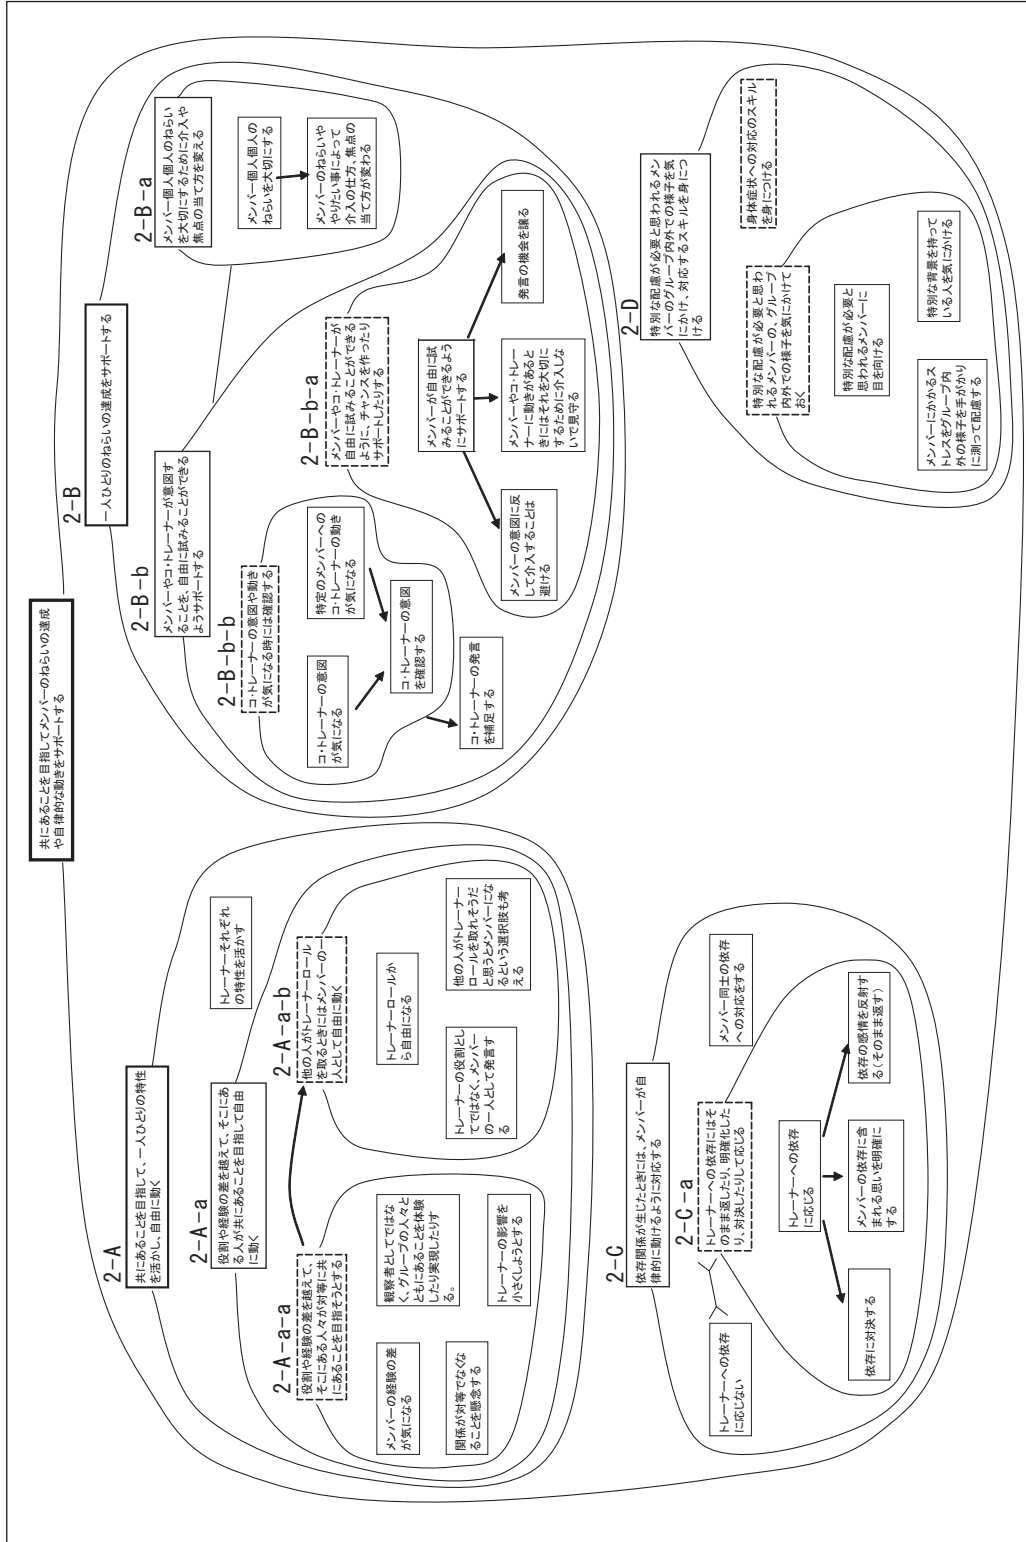 共にあることを目指してメンバーのねらいの達成
や自律的な動きをサポートする
2-A
共にあることを目指して、一人ひとりの特性
を活かし、自由に動く
トレーナーそれぞれ
の特性を活かす
2-A-a
役割や経験の差を越えて、そこにあ
る人が共にあることを目指して自由
に動く
2-A-a-a
役割や経験の差を越えて、
そこにある人々が対等に共
にあることを目指そうとする
メンバーの経験の差
が気になる
観察者としてではな
く、グループの人々と
ともにあることを体験
したり実現したりす
る。
関係が対等でなくな
ることを懸念する
トレーナーの影響を
小さくしようとする
2-A-a-b
他の人がトレーナーロール
を取るときにはメンバーの一
人として自由に動く
トレーナーロールか
ら自由になる
トレーナーの役割とし
てではなく、メンバー
の一人として発言す
る
他の人がトレーナー
ロールを取れそうだ
と思うとメンバーにな
るという選択肢も考
える
2-B
一人ひとりのねらいの達成をサポートする
2-B-b
メンバーやコ・トレーナーが意図す
ることを、自由に試みることができる
ようサポートする
2-B-b-b
コ・トレーナーの意図や動き
が気になる時には確認する
コ・トレーナーの意図
が気になる
特定のメンバーへの
コ・トレーナーの動き
が気になる
コ・トレーナーの意図
を確認する
コ・トレーナーの発言
を補足する
2-B-b-a
メンバーやコ・トレーナーが
自由に試みることができる
ように、チャンスを作ったり
サポートしたりする
メンバーが自由に試
みることができるよう
にサポートする
メンバーの意図に反
して介入することは
避ける
メンバーやコ・トレー
ナーに動きがあると
きにはそれを大切に
するために介入しな
いで見守る
発言の機会を譲る
2-B-a
メンバー個人個人のねらい
を大切にするために介入や
焦点の当て方を変える
メンバー個人個人の
ねらいを大切にする
メンバーのねらいや
やりたい事によって
介入の仕方、焦点の
当て方が変わる
2-C
依存関係が生じたときには、メンバーが自
律的に動けるように対応する
メンバー同士の依存
への対応をする
トレーナーへの依存
に応じない
2-C-a
トレーナーへの依存にはそ
のまま返したり、明確化した
り、対決したりして応じる
トレーナーへの依存
に応じる
依存に対決する
メンバーの依存に含
まれる思いを明確に
する
依存の感情を反射す
る(そのまま返す)
2-D
特別な配慮が必要と思われるメン
バーのグループ内外での様子を気
にかけ、対応するスキルを身につ
ける
身体症状への対応のスキル
を身につける
特別な配慮が必要と思わ
れるメンバーの、グループ
内外での様子を気にかけて
おく
特別な配慮が必要と
思われるメンバーに
目を向ける
メンバーにかかるス
トレスをグループ内
外の様子を手がかり
に測って配慮する
特別な背景を持って
いる人を気にかける